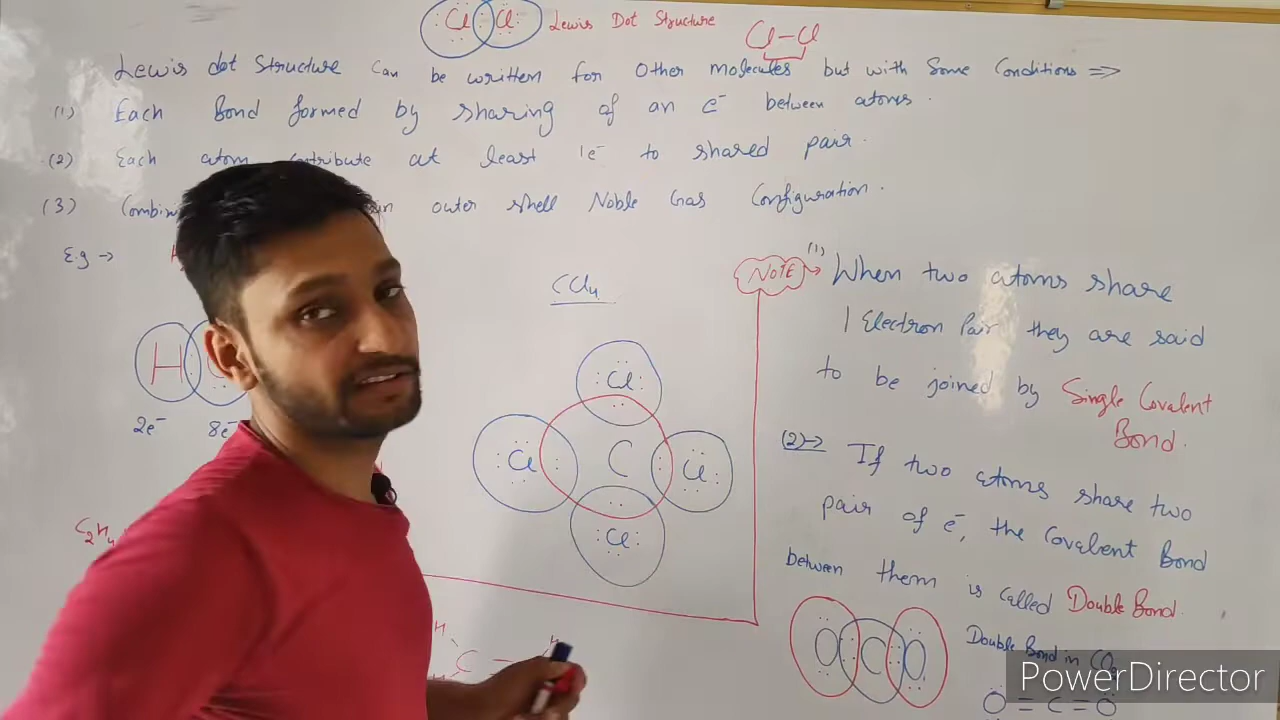 Cl Cl Lewis Dot Structure Cl-Cl
Lewis dot Structure Can be written for Other molecules but with Some Conditions ⇒
(1) Each Bond formed by sharing of an e⁻ between atoms.
(2) Each atom at least 1e⁻ to shared pair.
(3) outer shell Noble Gas Configuration.
E.g →
CCl₄
H
2e⁻ 8e⁻
Cl
Cl C Cl
Cl
C₂H₄
H
C
H
NOTE → (1) When two atoms share
1 Electron Pair they are said
to be joined by Single Covalent
Bond.
(2)→ If two atoms share two
pair of e⁻, the Covalent Bond
between them is called Double Bond.
O C O
Double Bond in CO₂
O = C = O
PowerDirector